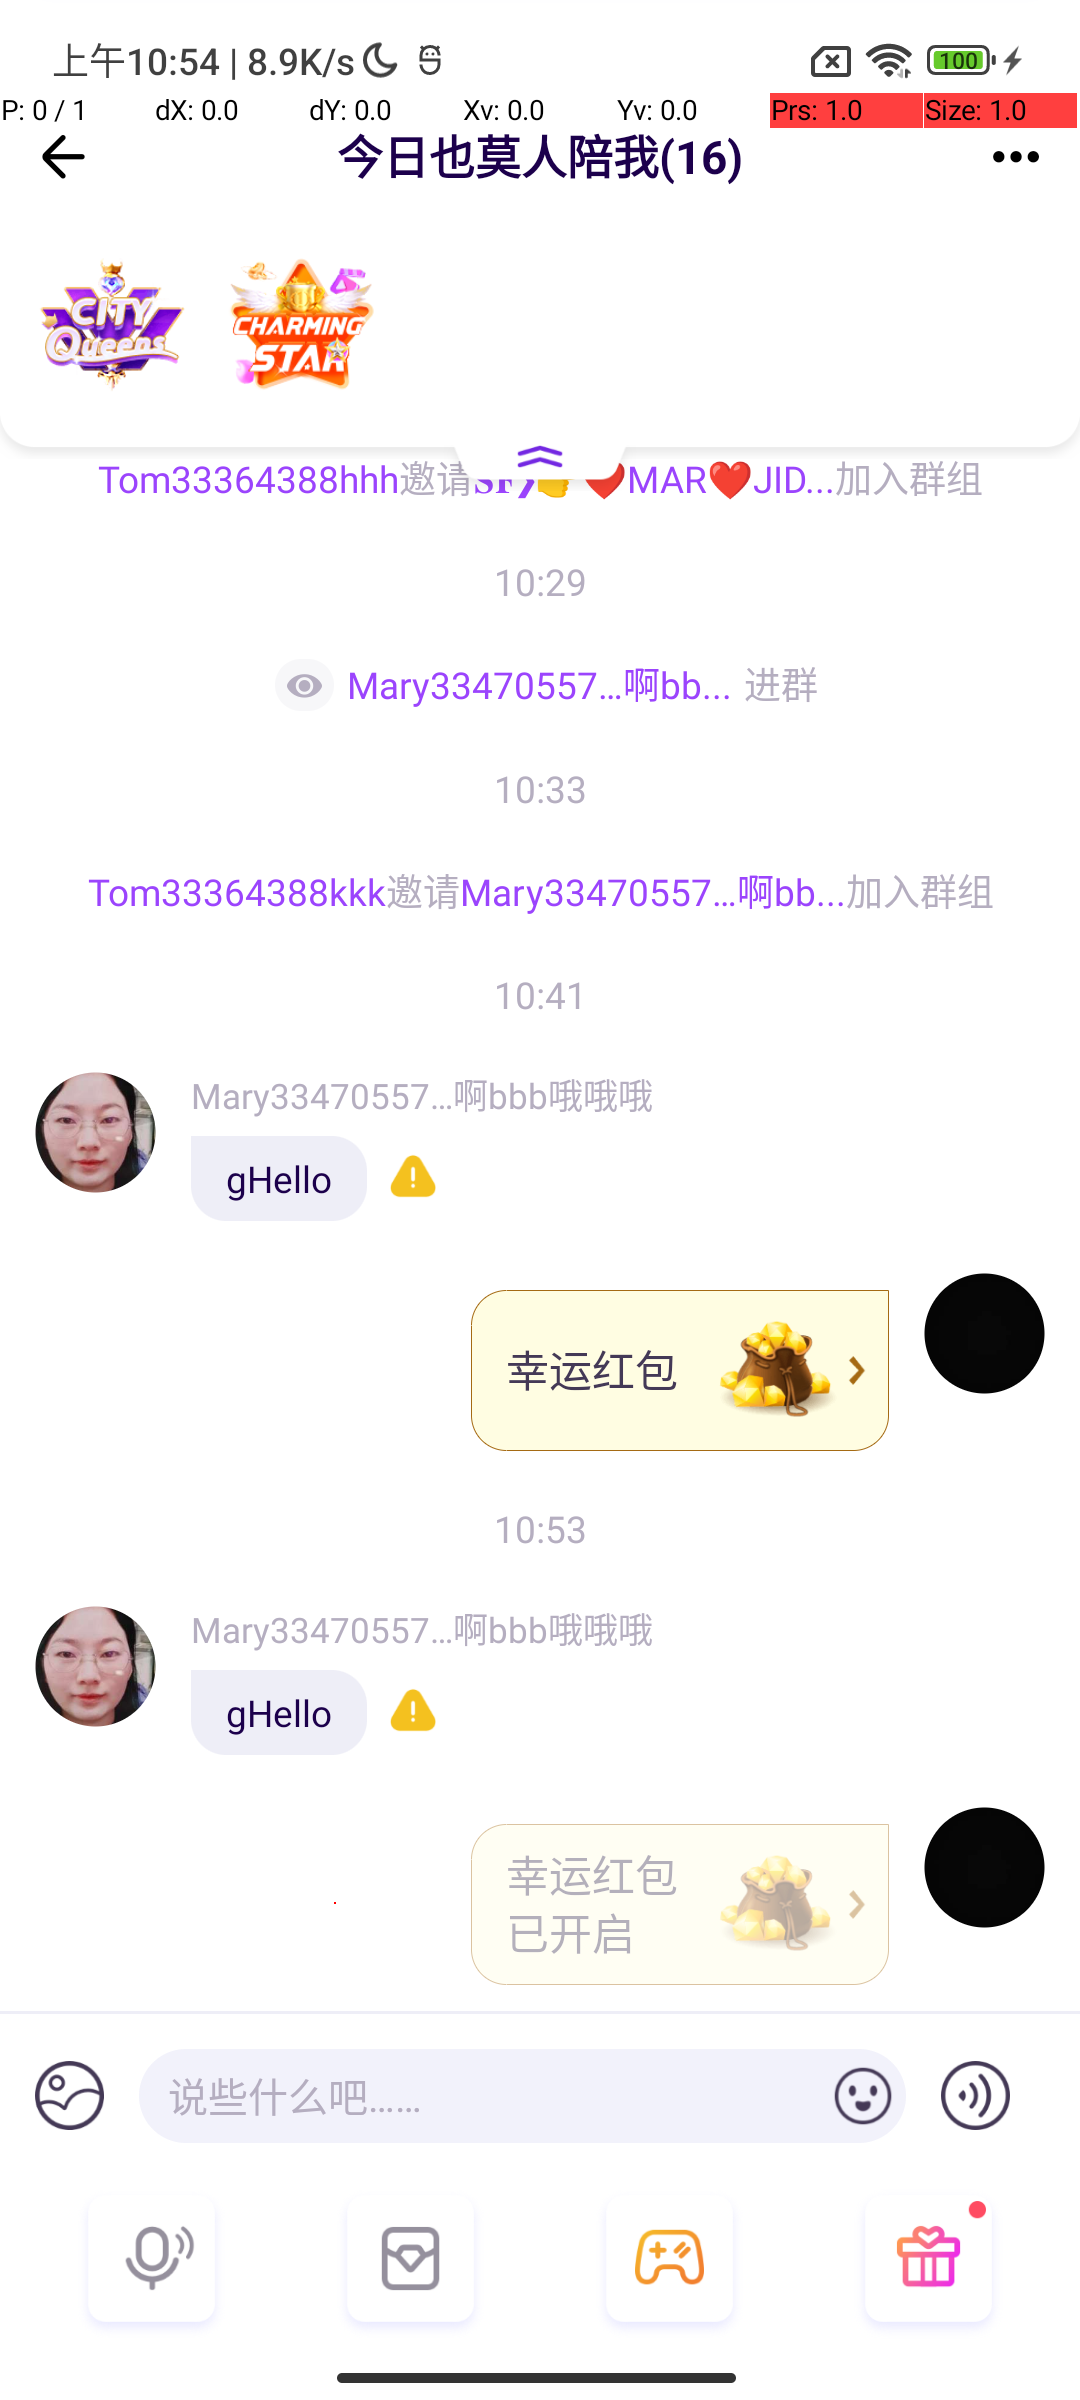 上午10:54 | 8.9K/s
100
P: 0 / 1 dX: 0.0 dY: 0.0 Xv: 0.0 Yv: 0.0 Prs: 1.0 Size: 1.0
今日也莫人陪我(16)
CITY Queens
CHARMING STAR
Tom33364388hhh邀请SF❤️MAR❤️JID...加入群组
10:29
Mary33470557...啊bb... 进群
10:33
Tom33364388kkk邀请Mary33470557...啊bb...加入群组
10:41
Mary33470557...啊bbb哦哦哦
gHello
幸运红包
10:53
Mary33470557...啊bbb哦哦哦
gHello
幸运红包
已开启
说些什么吧......